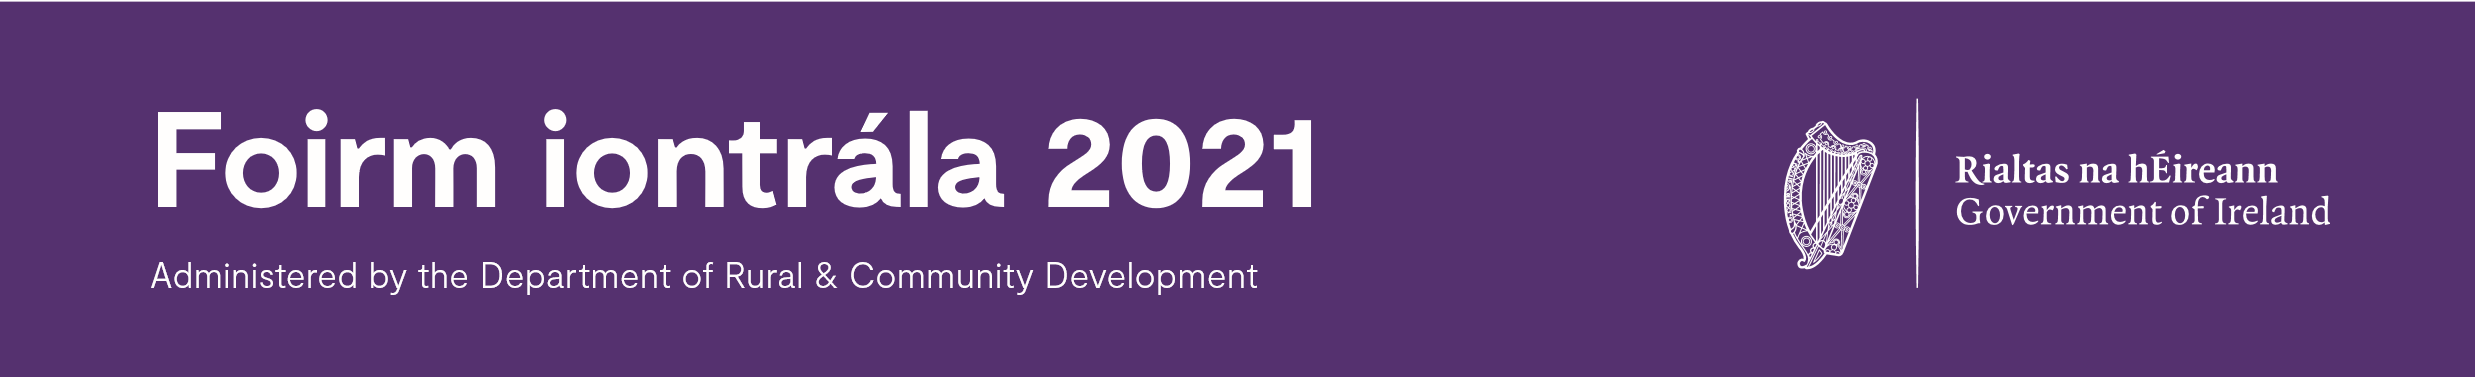 Foirm iontrála 2021
Administered by the Department of Rural & Community Development
Rialtas na hÉireann
Government of Ireland